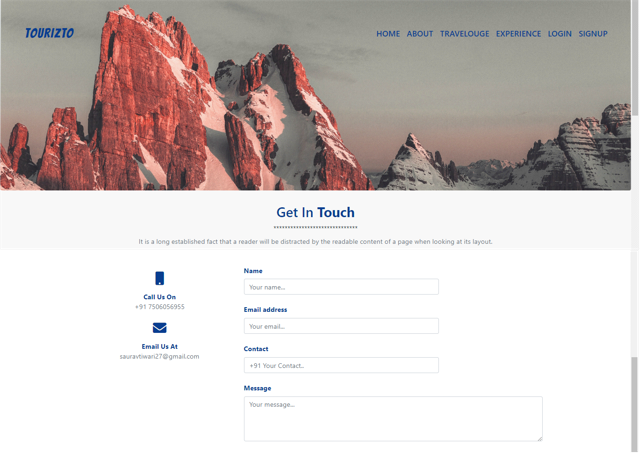 TOURIZTO
HOME ABOUT TRAVELOUGE EXPERIENCE LOGIN SIGNUP
Get In Touch
******************************
It is a long established fact that a reader will be distracted by the readable content of a page when looking at its layout.
Call Us On
+91 7506056955
Email Us At
sauravtiwari27@gmail.com
Name
Your name...
Email address
Your email...
Contact
+91 Your Contact..
Message
Your message...